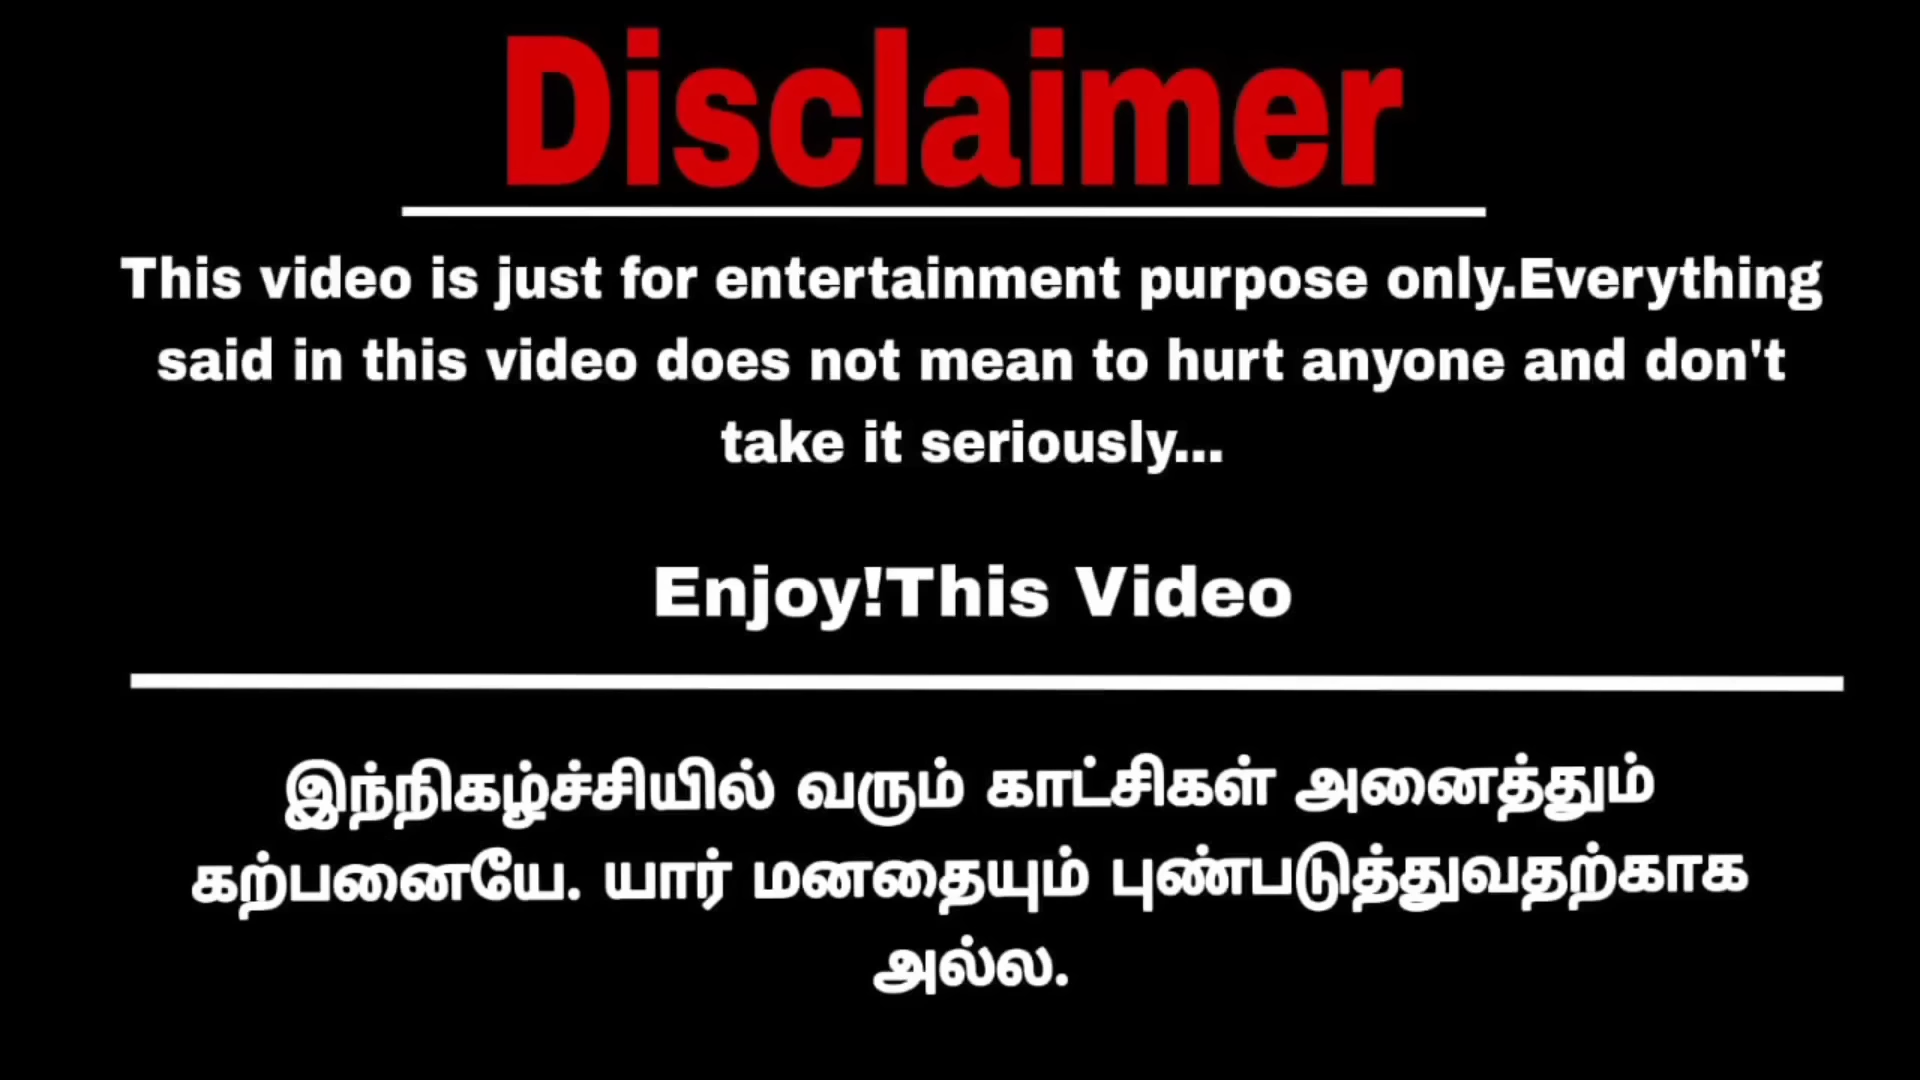 Disclaimer
This video is just for entertainment purpose only.Everything
said in this video does not mean to hurt anyone and don't
take it seriously...
Enjoy!This Video
இந்நிகழ்ச்சியில் வரும் காட்சிகள் அனைத்தும்
கற்பனையே. யார் மனதையும் புண்படுத்துவதற்காக
அல்ல.